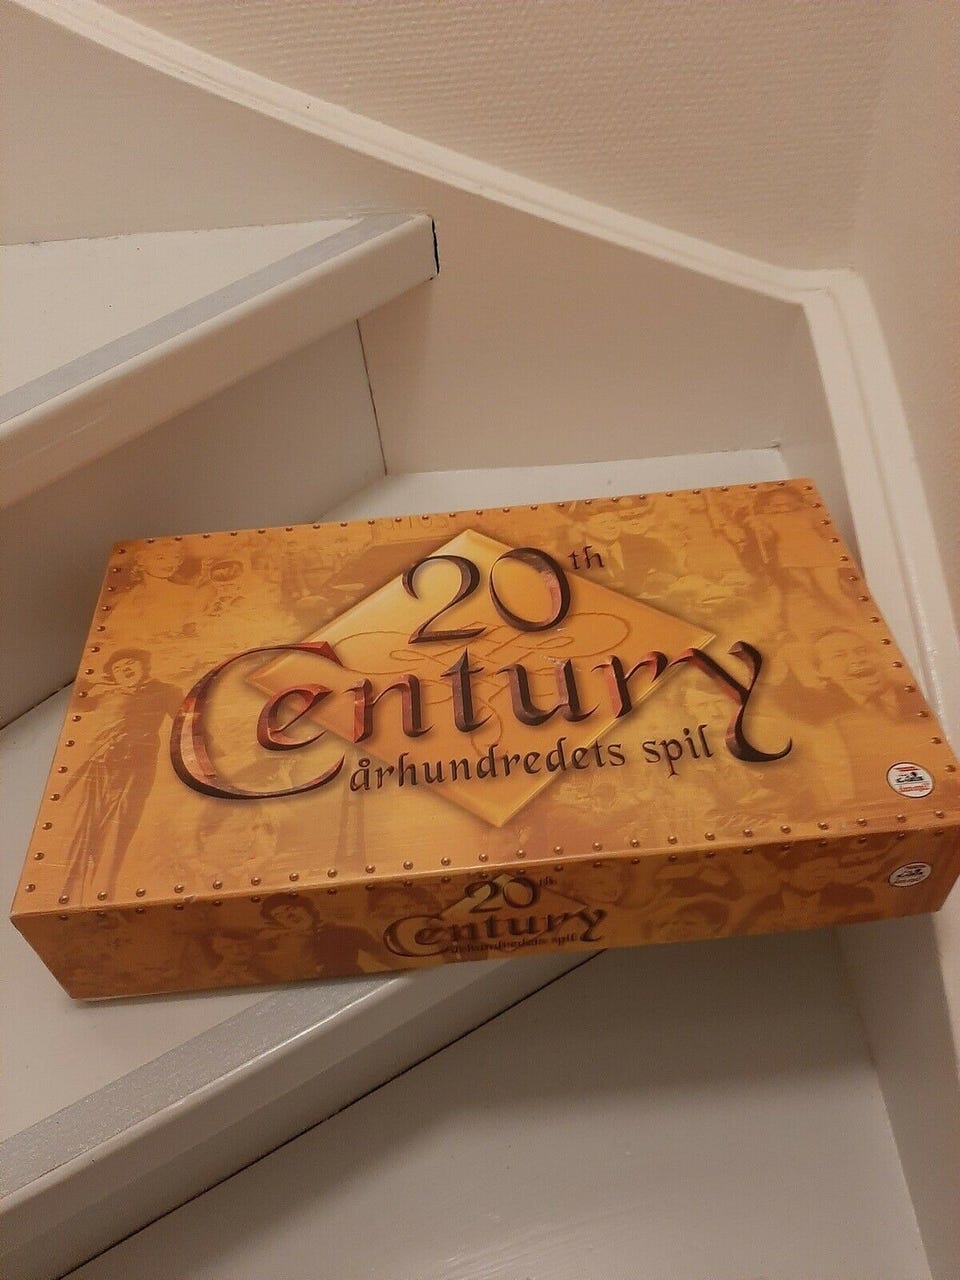 20th
Century
århundredets spil
20th
Century
århundredets spil